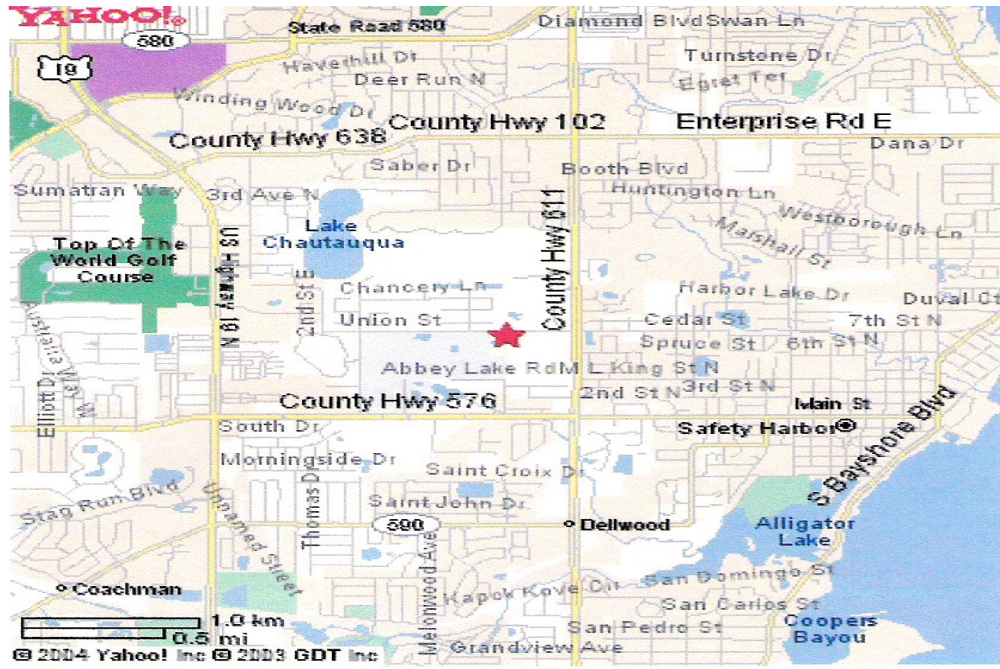 YAHOO!®
State Road 580
Diamond Blvd
Swan Ln
580
19
Haverhill Dr
Turnstone Dr
Deer Run N
Egret Ter
Winding Wood Dr
County Hwy 102
Enterprise Rd E
County Hwy 638
Dana Dr
Saber Dr
Booth Blvd
Sumatran Way
3rd Ave N
Huntington Ln
Westborough Ln
Lake
Chautauqua
Marshall St
Top Of The
World Golf
Course
US Highway 19 N
County Hwy 611
2nd St E
Chancery Ln
Harbor Lake Dr
Duval Ct
Union St
Cedar St
7th St N
Australia Way W
Spruce St
6th St N
Abbey Lake Rd
M L King St N
Elliott Dr
2nd St N
3rd St N
County Hwy 576
Main St
South Dr
Safety Harbor
S Bayshore Blvd
Morningside Dr
Saint Croix Dr
Stag Run Blvd
Unnamed Street
Thomas Dr
Saint John Dr
590
Dellwood
Alligator
Lake
Melonwood Ave
Coachman
Kapok Kove Cir
San Domingo St
San Carlos St
1.0 km
San Pedro St
Coopers
Bayou
0.5 mi
© 2004 Yahoo! Inc © 2003 GDT Inc
Grandview Ave